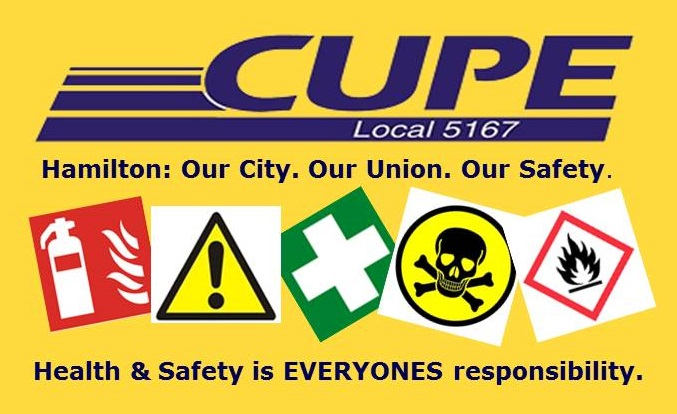 CUPE
Local 5167
Hamilton: Our City. Our Union. Our Safety.
Health & Safety is EVERYONES responsibility.